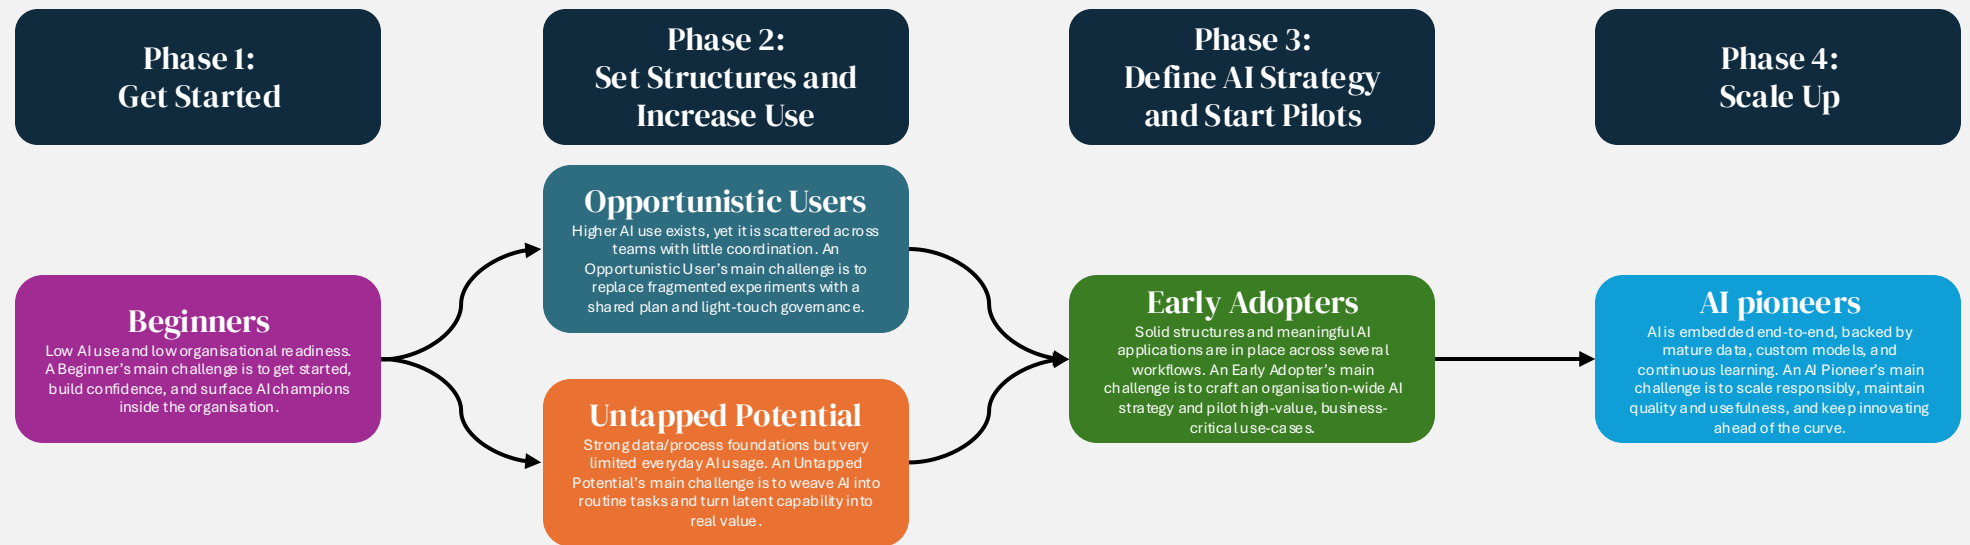 Phase 1:
Get Started
Phase 2:
Set Structures and
Increase Use
Phase 3:
Define AI Strategy
and Start Pilots
Phase 4:
Scale Up
Beginners
Low AI use and low organisational readiness.
A Beginner's main challenge is to get started,
build confidence, and surface AI champions
inside the organisation.
Opportunistic Users
Higher AI use exists, yet it is scattered across
teams with little coordination. An
Opportunistic User's main challenge is to
replace fragmented experiments with a
shared plan and light-touch governance.
Untapped Potential
Strong data/process foundations but very
limited everyday AI usage. An Untapped
Potential's main challenge is to weave AI into
routine tasks and turn latent capability into
real value.
Early Adopters
Solid structures and meaningful AI
applications are in place across several
workflows. An Early Adopter's main
challenge is to craft an organisation-wide AI
strategy and pilot high-value, business-
critical use-cases.
AI pioneers
AI is embedded end-to-end, backed by
mature data, custom models, and
continuous learning. An AI Pioneer's main
challenge is to scale responsibly, maintain
quality and usefulness, and keep innovating
ahead of the curve.